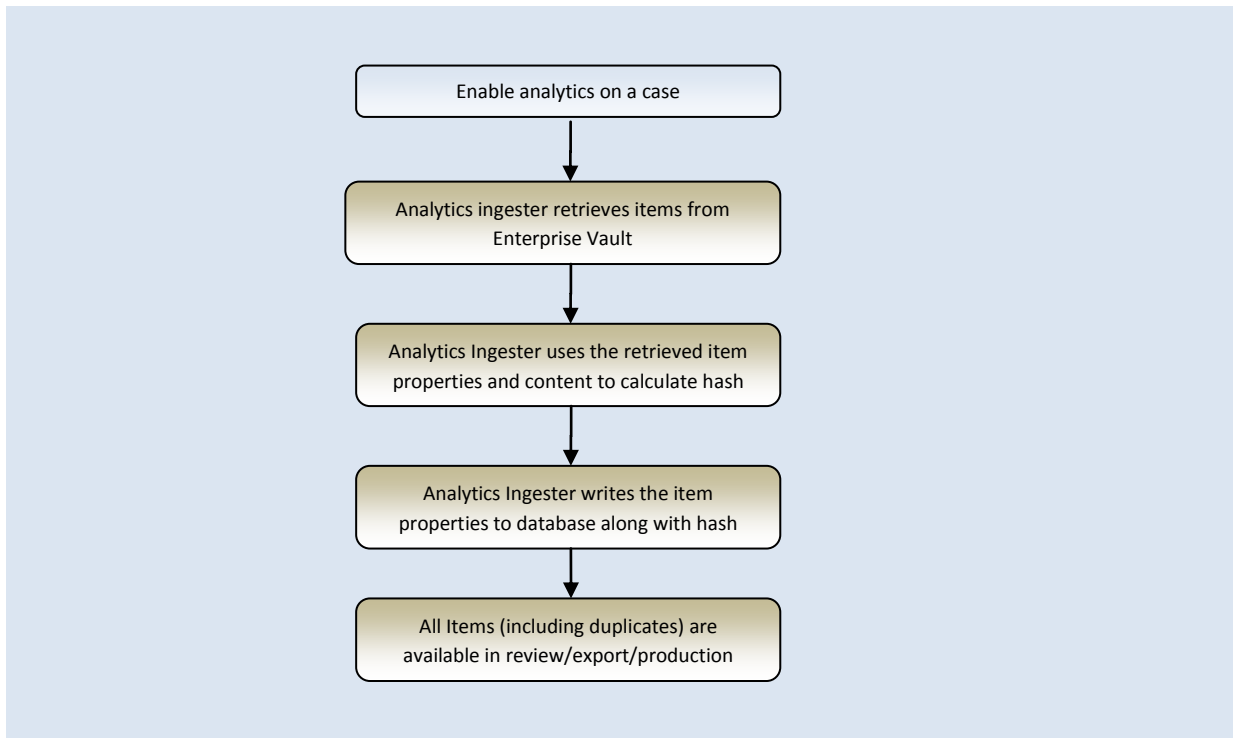 Enable analytics on a case
Analytics ingester retrieves items from
Enterprise Vault
Analytics Ingester uses the retrieved item
properties and content to calculate hash
Analytics Ingester writes the item
properties to database along with hash
All Items (including duplicates) are
available in review/export/production